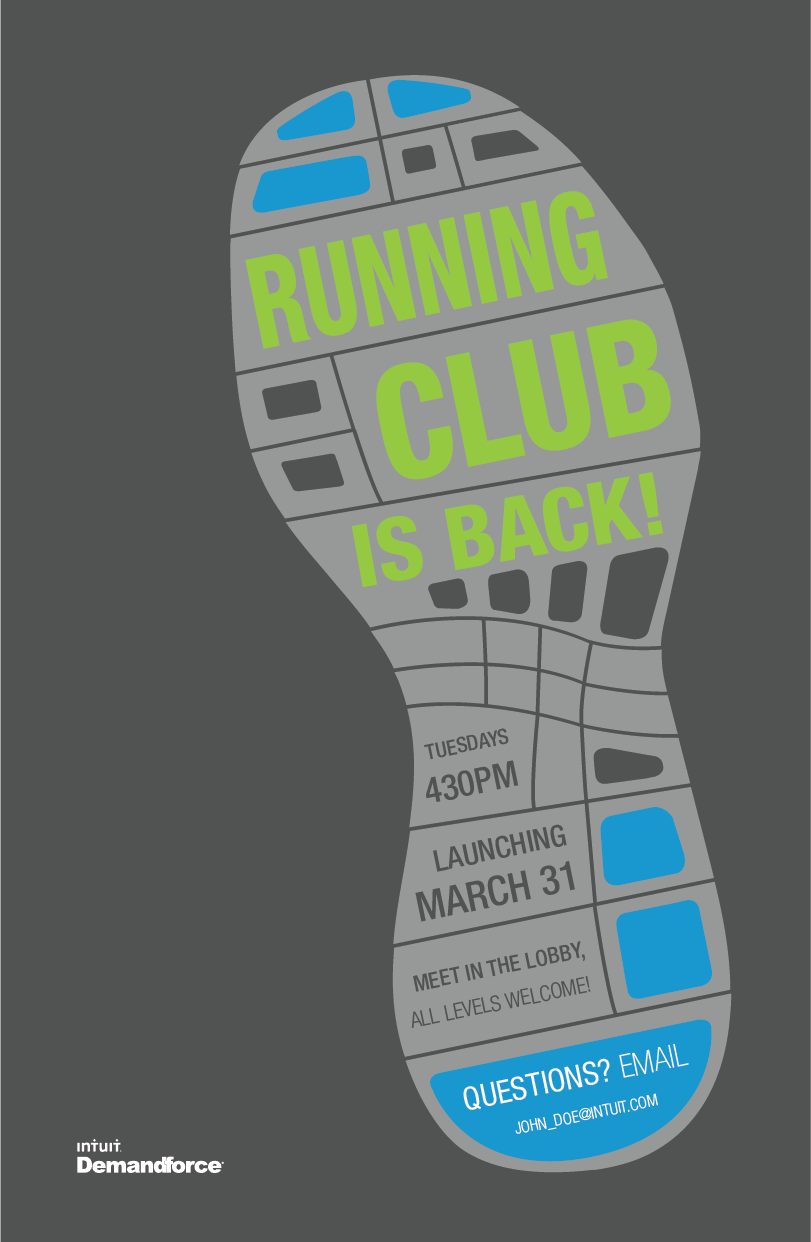 RUNNING
CLUB
IS BACK!
TUESDAYS
430PM
LAUNCHING
MARCH 31
MEET IN THE LOBBY,
ALL LEVELS WELCOME!
QUESTIONS? EMAIL
JOHN_DOE@INTUIT.COM
intuit.
Demandforce